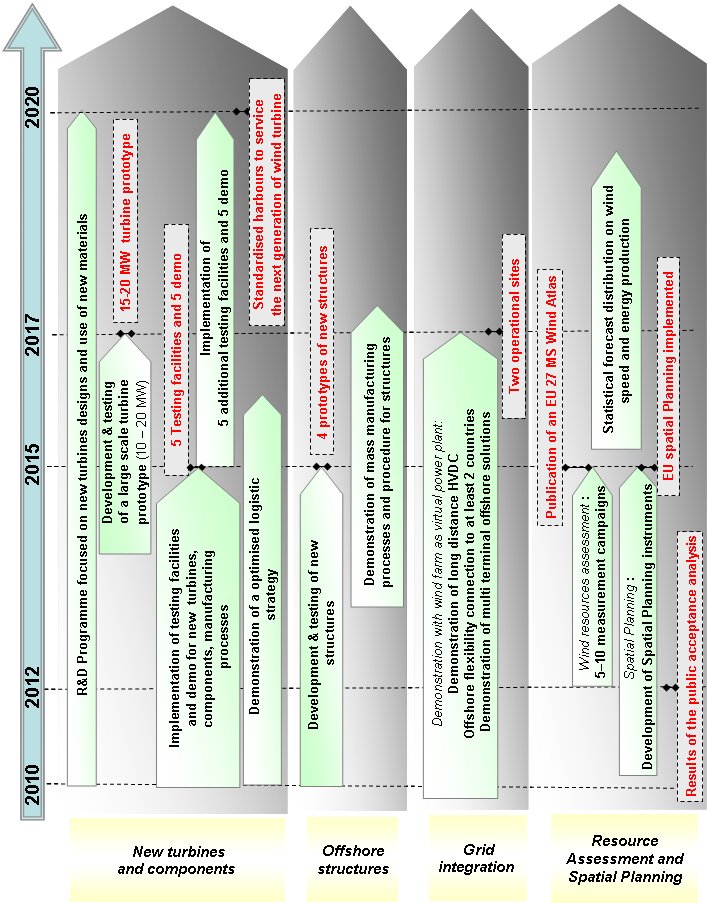 2020
2017
2015
2012
2010
R&D Programme focused on new turbines designs and use of new materials
Development & testing
of a large scale turbine
prototype (10 – 20 MW)
15-20 MW turbine prototype
Implementation of testing facilities
and demo for new turbines,
components, manufacturing
processes
5 Testing facilities and 5 demo
Implementation of
5 additional testing facilities and 5 demo
Demonstration of a optimised logistic
strategy
Standardised harbours to service
the next generation of wind turbine
Development & testing of new
structures
4 prototypes of new structures
Demonstration of mass manufacturing
processes and procedure for structures
Demonstration with wind farm as virtual power plant:
Demonstration of long distance HVDC
Offshore flexibility connection to at least 2 countries
Demonstration of multi terminal offshore solutions
Two operational sites
Publication of an EU 27 MS Wind Atlas
Wind resources assessment :
5–10 measurement campaigns
Statistical forecast distribution on wind
speed and energy production
Spatial Planning :
Development of Spatial Planning instruments
EU spatial Planning implemented
Results of the public acceptance analysis
New turbines
and components
Offshore
structures
Grid
integration
Resource
Assessment and
Spatial Planning